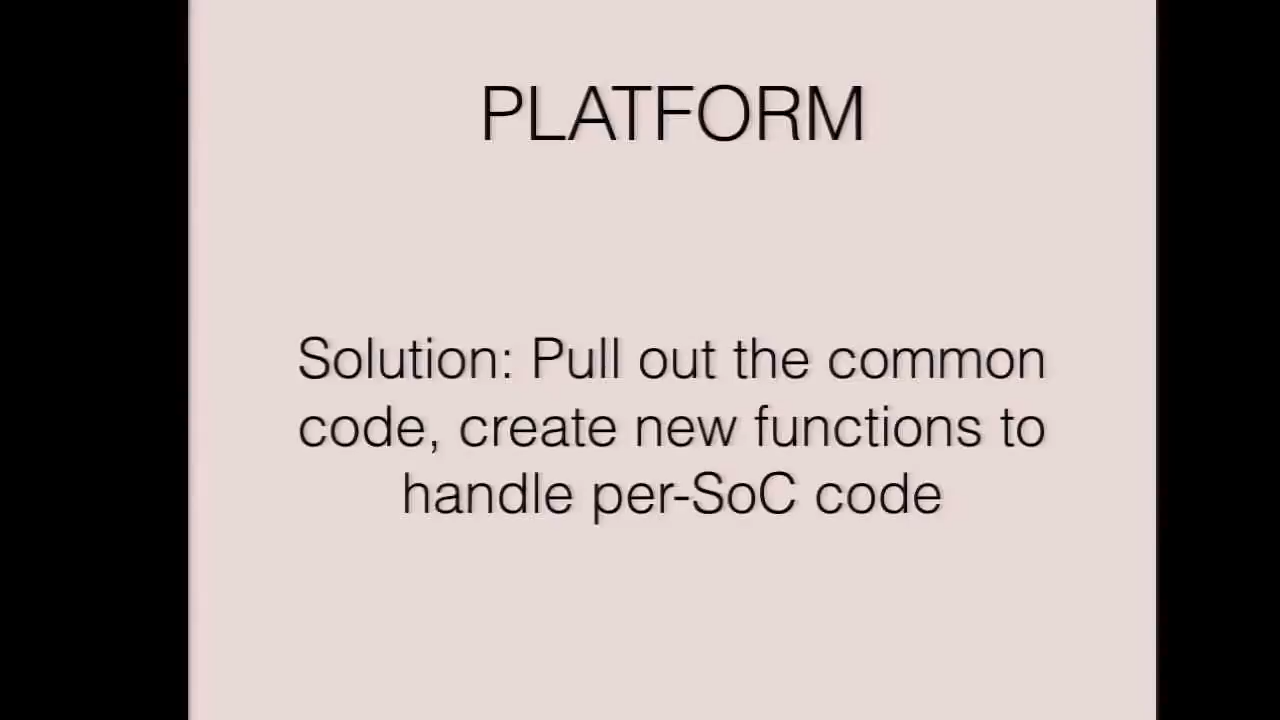 PLATFORM
Solution: Pull out the common
code, create new functions to
handle per-SoC code